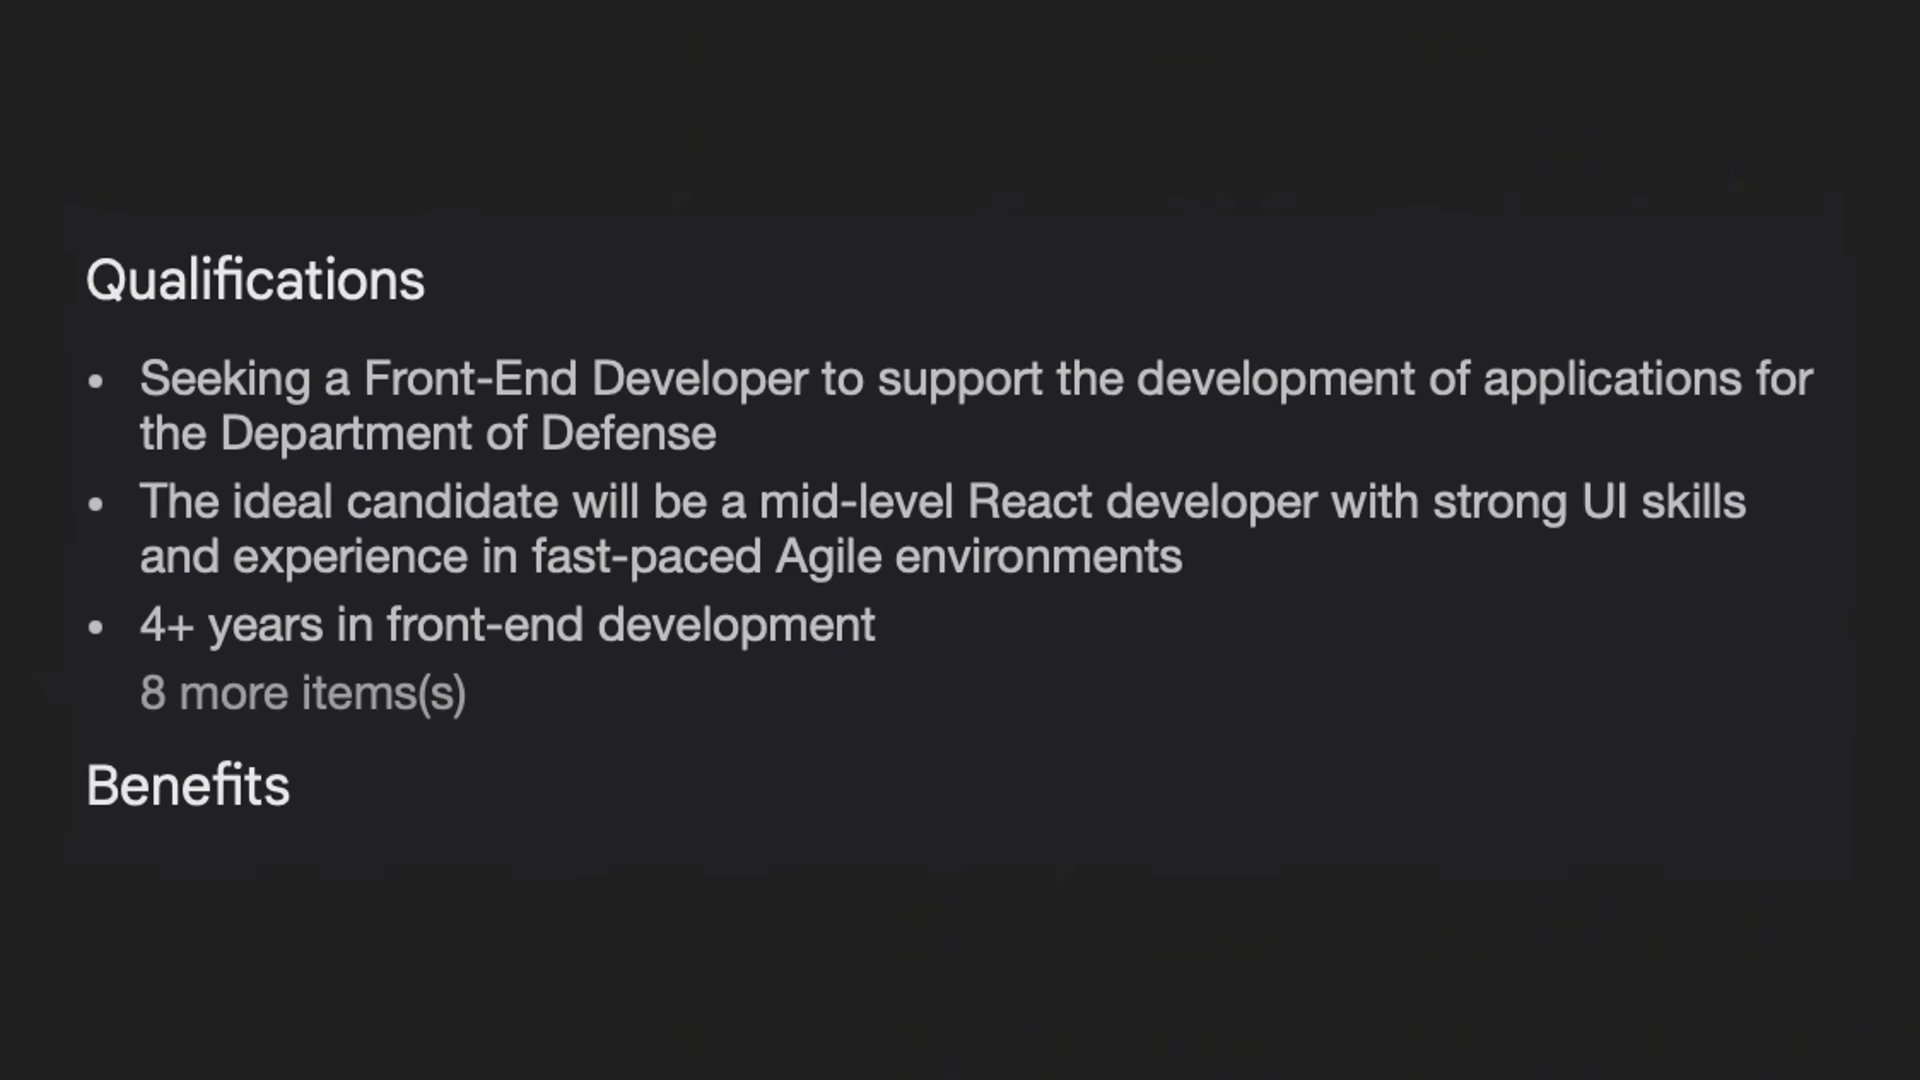 Qualifications
• Seeking a Front-End Developer to support the development of applications for
the Department of Defense
• The ideal candidate will be a mid-level React developer with strong UI skills
and experience in fast-paced Agile environments
• 4+ years in front-end development
8 more items(s)
Benefits